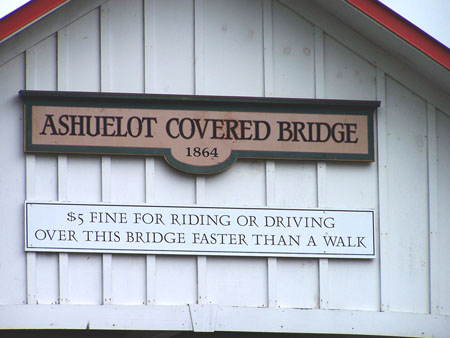 ASHUELOT COVERED BRIDGE
1864
$5 FINE FOR RIDING OR DRIVING
OVER THIS BRIDGE FASTER THAN A WALK